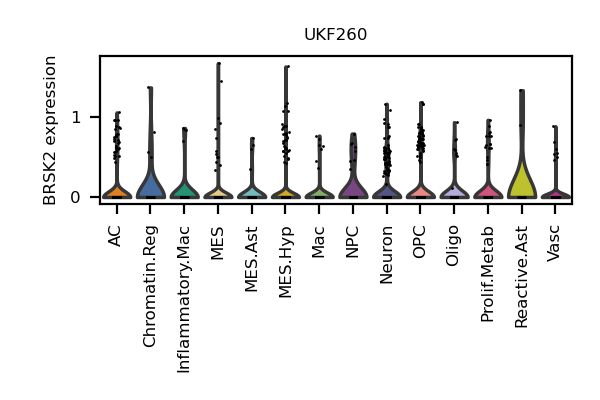 UKF260
BRSK2 expression
1
0
AC
Chromatin.Reg
Inflammatory.Mac
MES
MES.Ast
MES.Hyp
Mac
NPC
Neuron
OPC
Oligo
Prolif.Metab
Reactive.Ast
Vasc